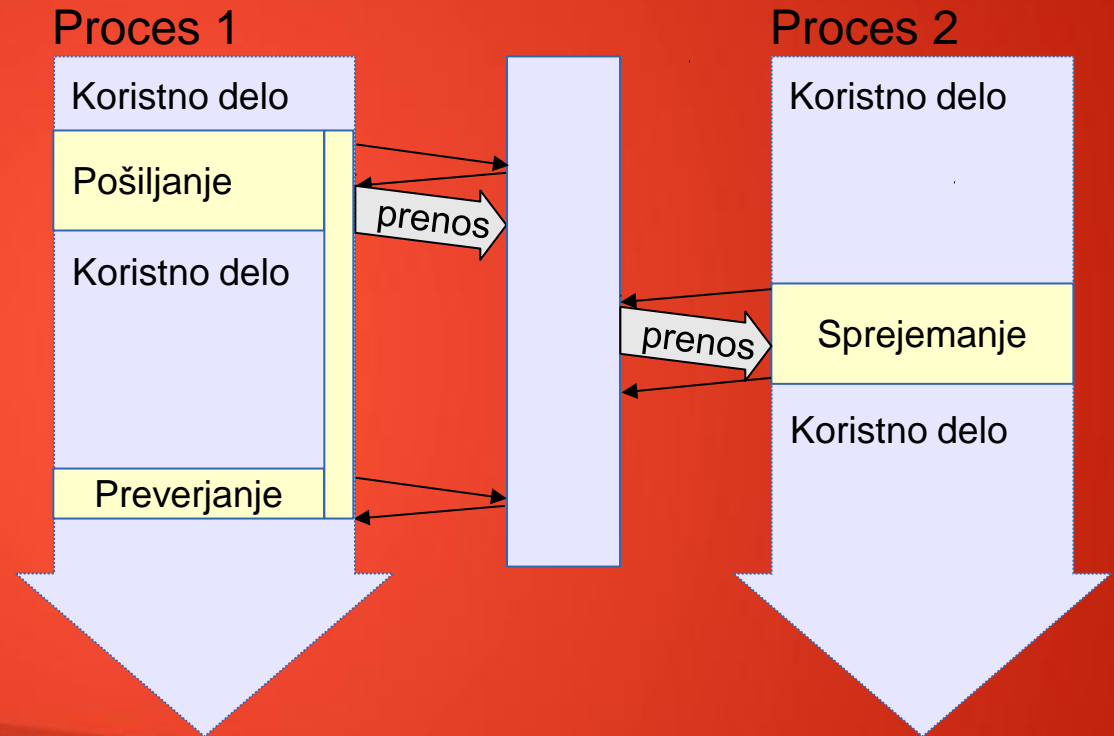 Proces 1
Proces 2
Koristno delo
Koristno delo
Pošiljanje
prenos
Koristno delo
prenos
Sprejemanje
Koristno delo
Preverjanje